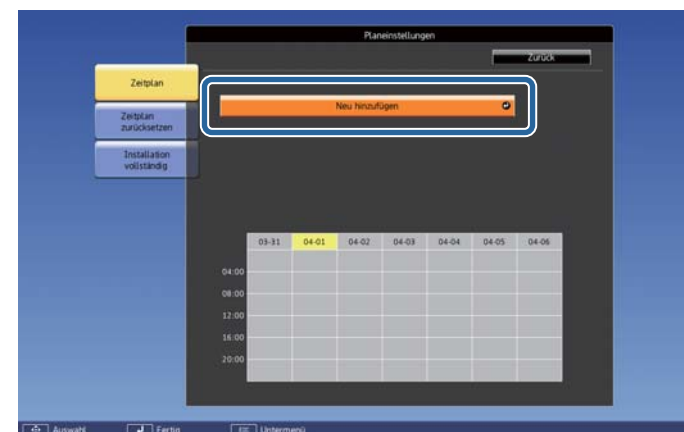 Planeinstellungen
Zurück
Zeitplan
Neu hinzufügen
Zeitplan
zurücksetzen
Installation
vollständig
03-31 04-01 04-02 04-03 04-04 04-05 04-06
04:00
08:00
12:00
16:00
20:00
Auswahl Fertig Untermenü